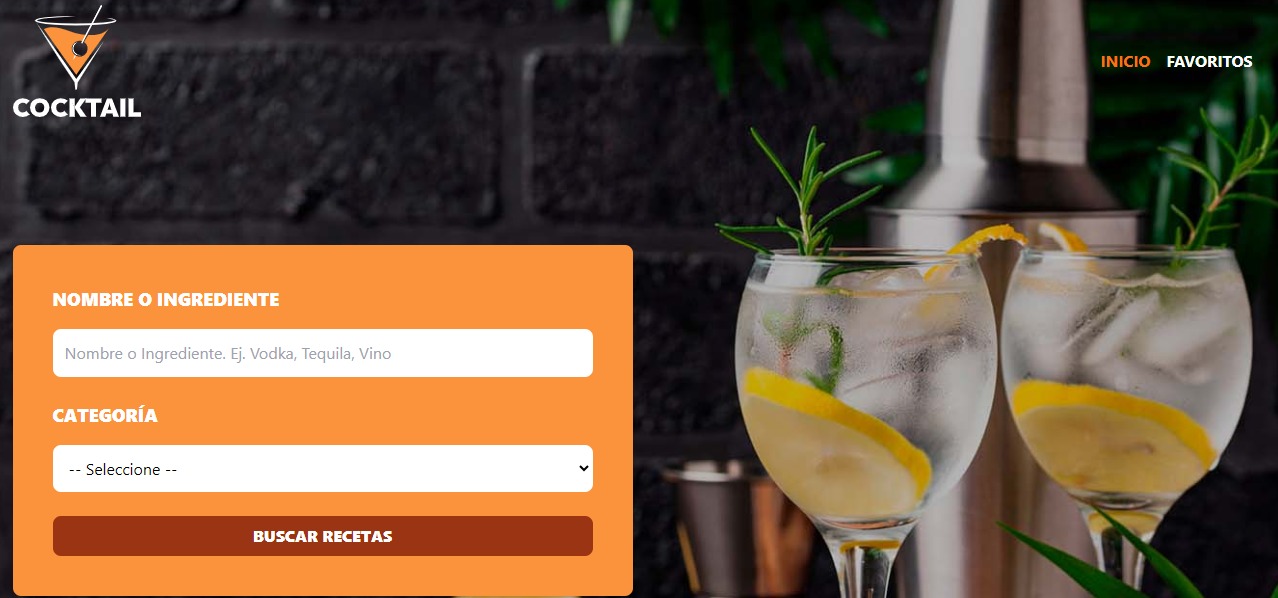 COCKTAIL
INICIO FAVORITOS
NOMBRE O INGREDIENTE
Nombre o Ingrediente. Ej. Vodka, Tequila, Vino
CATEGORÍA
-- Seleccione --
BUSCAR RECETAS